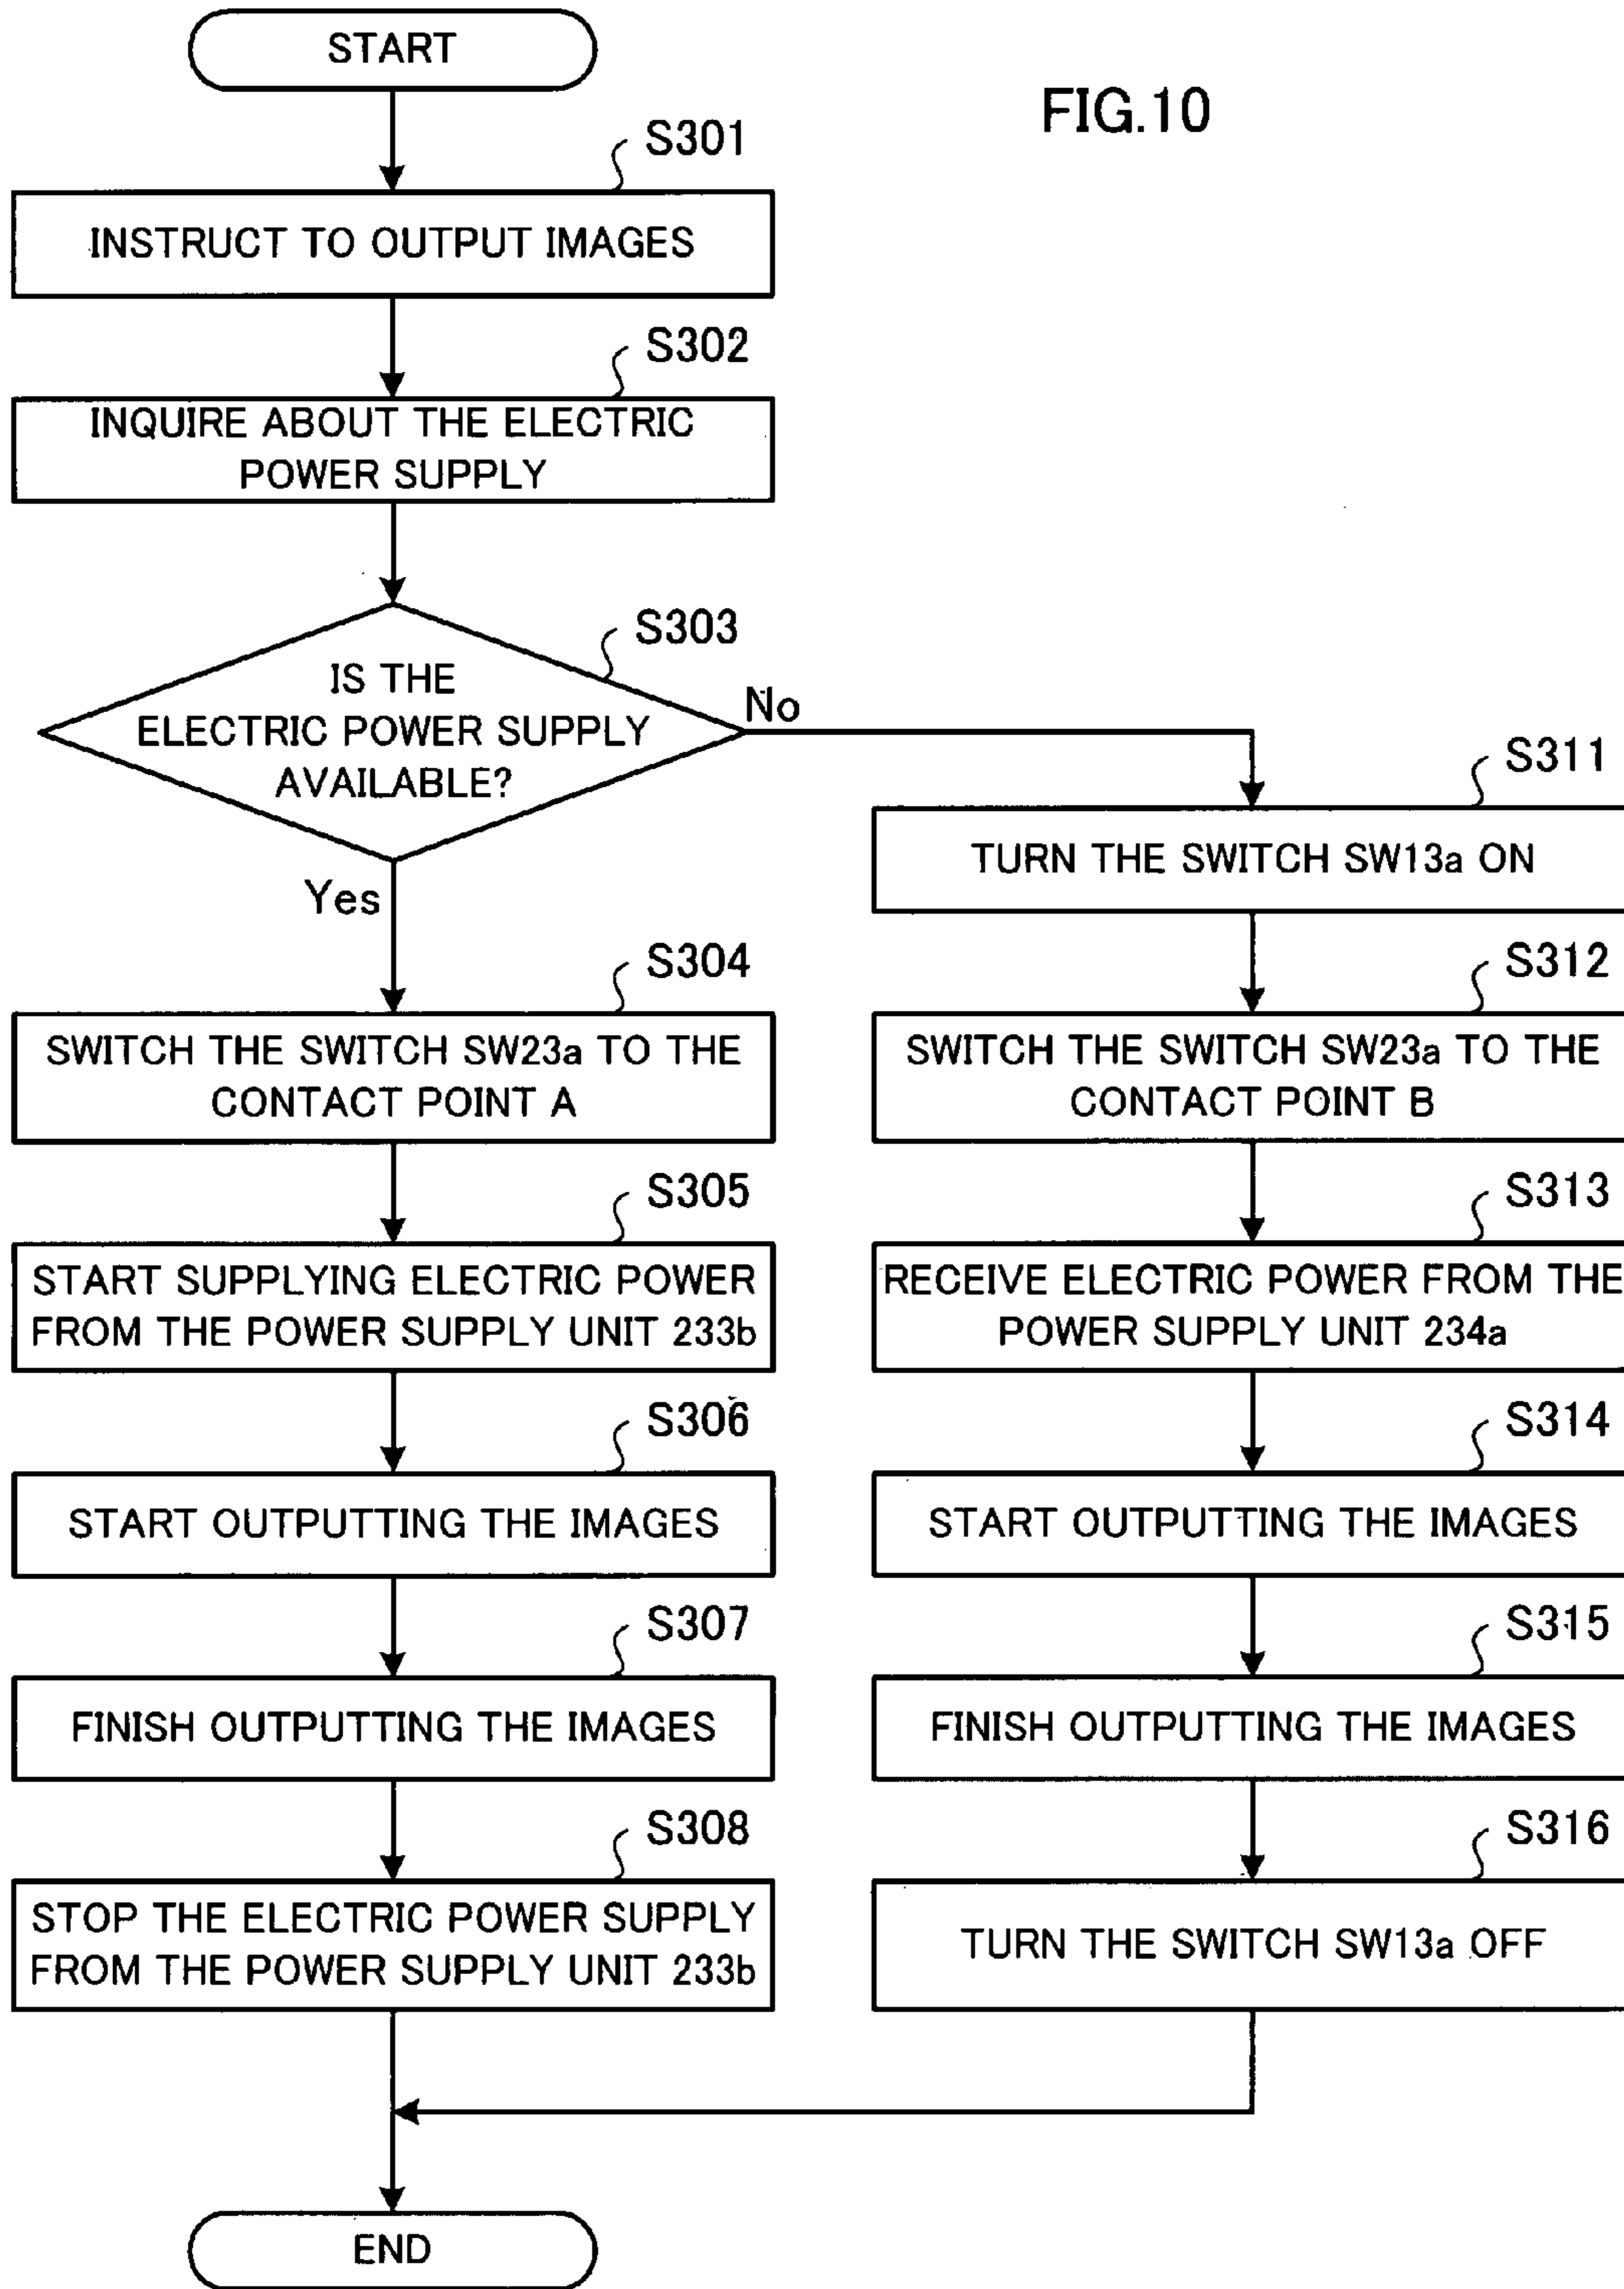 START
FIG.10
S301
INSTRUCT TO OUTPUT IMAGES
S302
INQUIRE ABOUT THE ELECTRIC
POWER SUPPLY
S303
IS THE
ELECTRIC POWER SUPPLY
AVAILABLE?
No
Yes
S304
SWITCH THE SWITCH SW23a TO THE
CONTACT POINT A
S305
START SUPPLYING ELECTRIC POWER
FROM THE POWER SUPPLY UNIT 233b
S306
START OUTPUTTING THE IMAGES
S307
FINISH OUTPUTTING THE IMAGES
S308
STOP THE ELECTRIC POWER SUPPLY
FROM THE POWER SUPPLY UNIT 233b
S311
TURN THE SWITCH SW13a ON
S312
SWITCH THE SWITCH SW23a TO THE
CONTACT POINT B
S313
RECEIVE ELECTRIC POWER FROM THE
POWER SUPPLY UNIT 234a
S314
START OUTPUTTING THE IMAGES
S315
FINISH OUTPUTTING THE IMAGES
S316
TURN THE SWITCH SW13a OFF
END